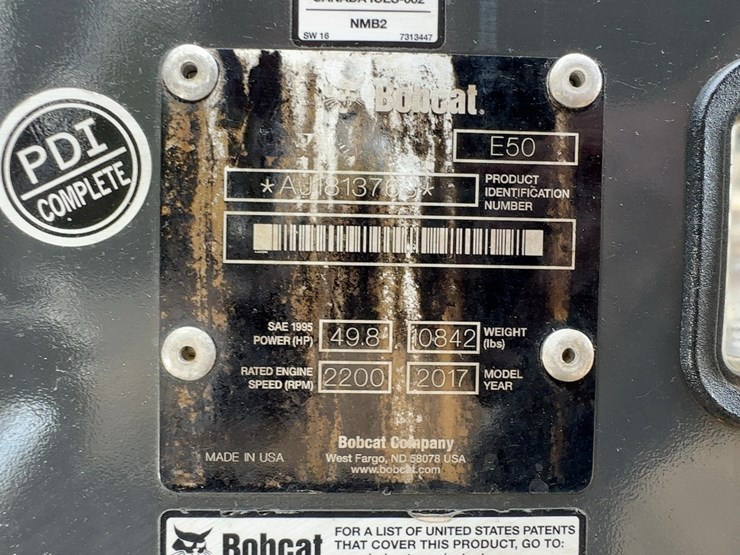 NMB2
SW 16 7313447
PDI
COMPLETE
Bobcat.
E50
PRODUCT
IDENTIFICATION
NUMBER
SAE 1995
POWER (HP) 49.8 10842 WEIGHT
(lbs)
RATED ENGINE
SPEED (RPM) 2200 2017 MODEL
YEAR
Bobcat Company
MADE IN USA West Fargo, ND 58078 USA
www.bobcat.com
Bobcat
FOR A LIST OF UNITED STATES PATENTS
THAT COVER THIS PRODUCT, GO TO: